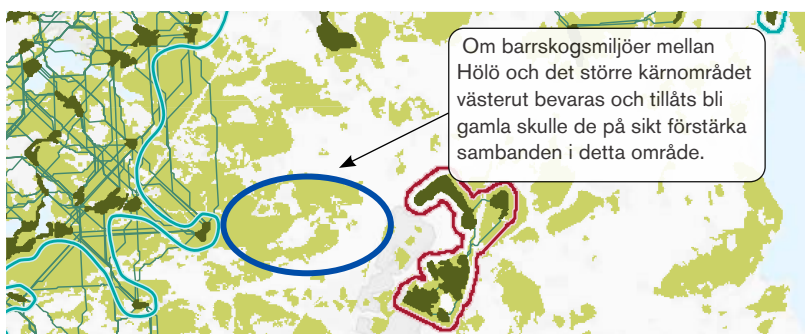 Om barrskogsmiljöer mellan
Hölö och det större kärnområdet
västerut bevaras och tillåts bli
gamla skulle de på sikt förstärka
sambanden i detta område.